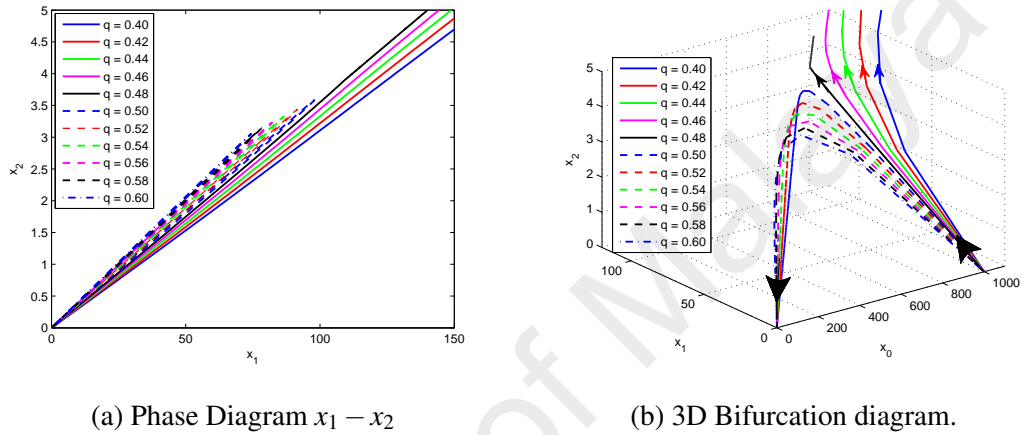 5
4.5
4
3.5
3
2.5
2
1.5
1
0.5
0
x2
q = 0.40
q = 0.42
q = 0.44
q = 0.46
q = 0.48
q = 0.50
q = 0.52
q = 0.54
q = 0.56
q = 0.58
q = 0.60
0 50 100 150
x1
5
4
3
2
1
0
x2
q = 0.40
q = 0.42
q = 0.44
q = 0.46
q = 0.48
q = 0.50
q = 0.52
q = 0.54
q = 0.56
q = 0.58
q = 0.60
100
50
0
x1
0 200 400 600 800 1000
x0
(a) Phase Diagram x1 − x2
(b) 3D Bifurcation diagram.
of Malaya